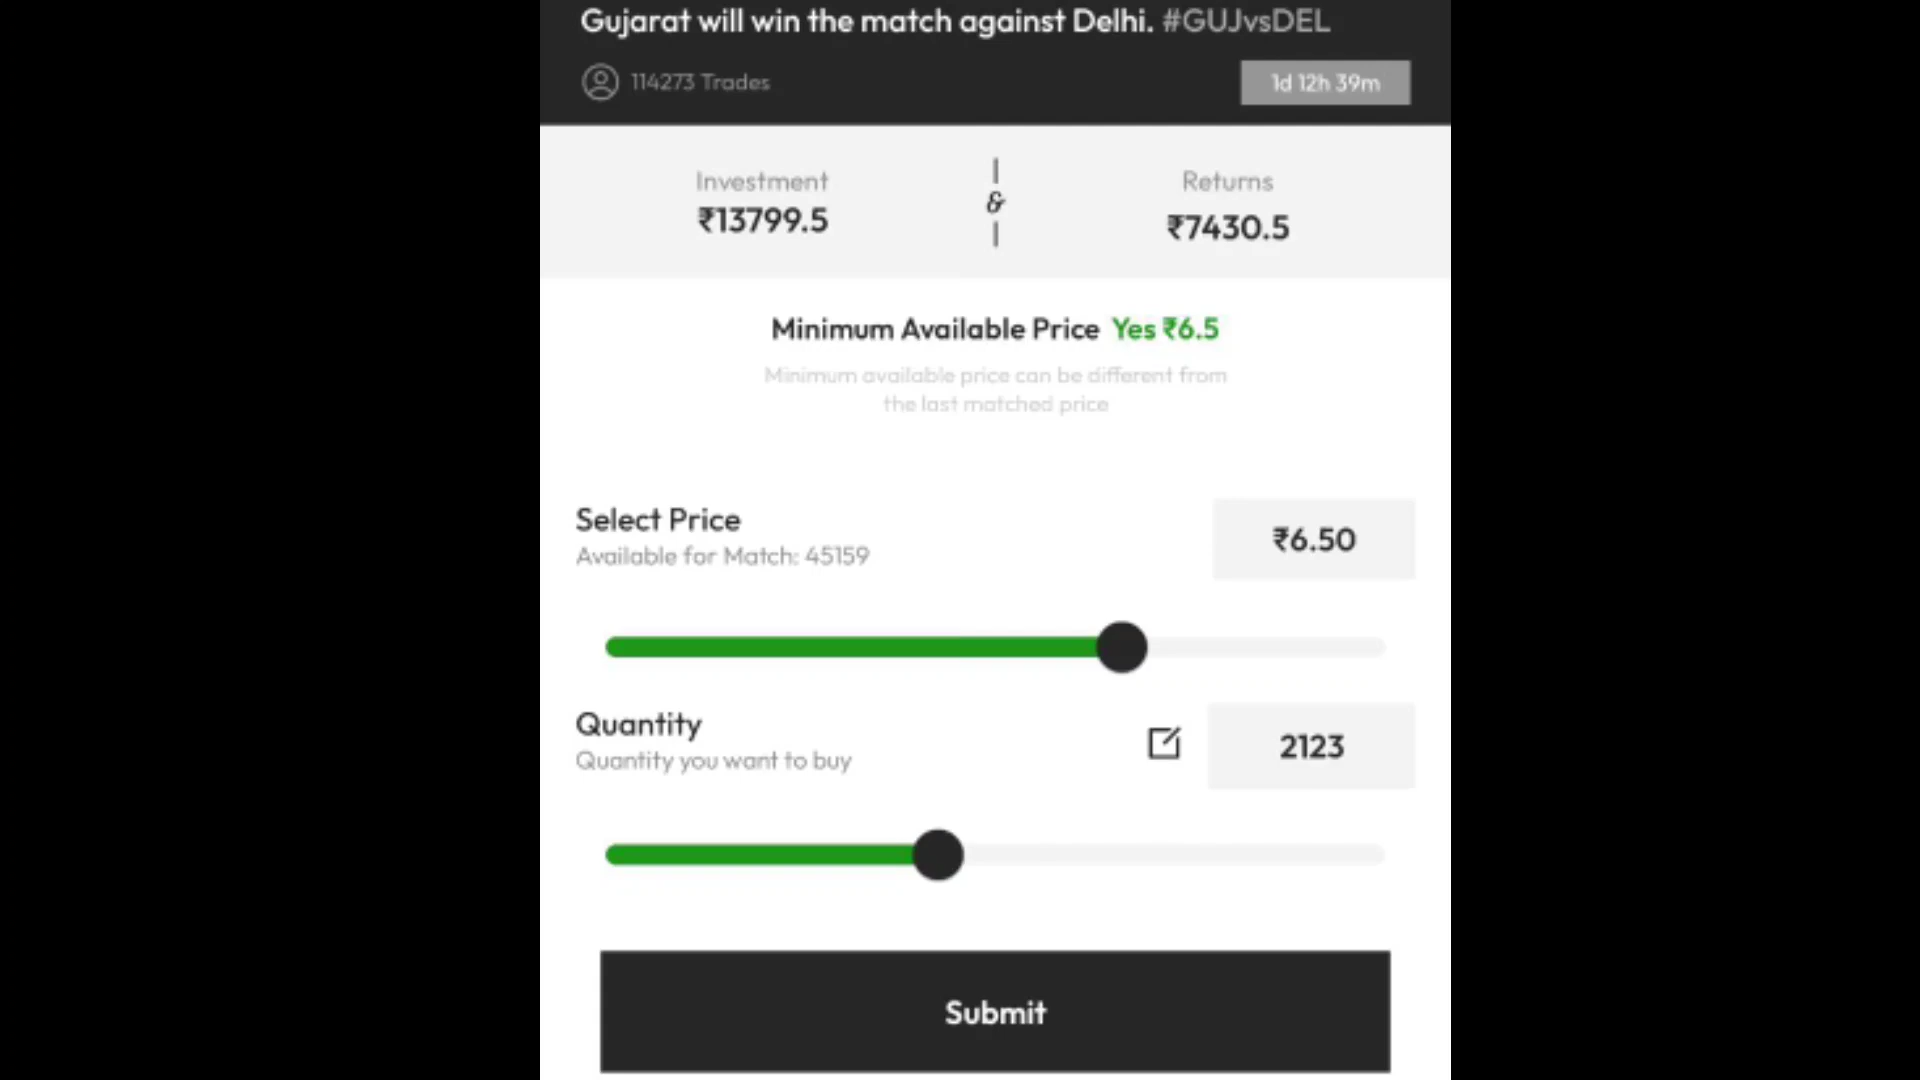 Gujarat will win the match against Delhi. #GUJvsDEL
114273 Trades
1d 12h 39m
Investment
₹13799.5
&
Returns
₹7430.5
Minimum Available Price Yes ₹6.5
Minimum available price can be different from
the last matched price
Select Price
Available for Match: 45159
₹6.50
Quantity
Quantity you want to buy
2123
Submit